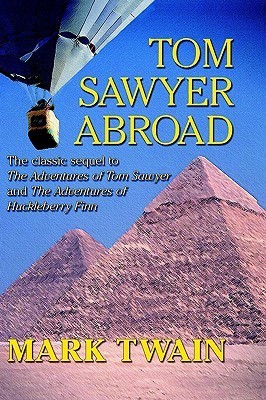 TOM
SAWYER
ABROAD
The classic sequel to
The Adventures of Tom Sawyer
and The Adventures of
Huckleberry Finn
MARK TWAIN